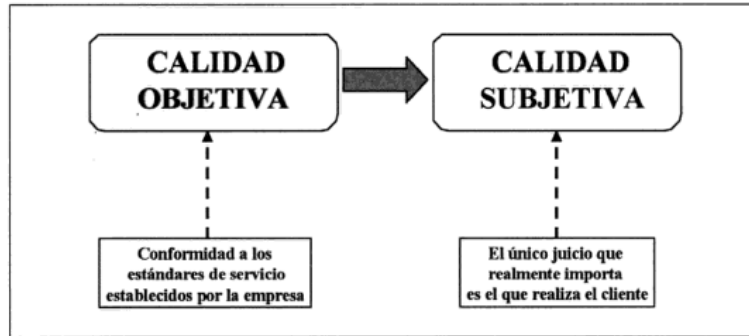 CALIDAD
OBJETIVA
CALIDAD
SUBJETIVA
Conformidad a los
estándares de servicio
establecidos por la empresa
El único juicio que
realmente importa
es el que realiza el cliente